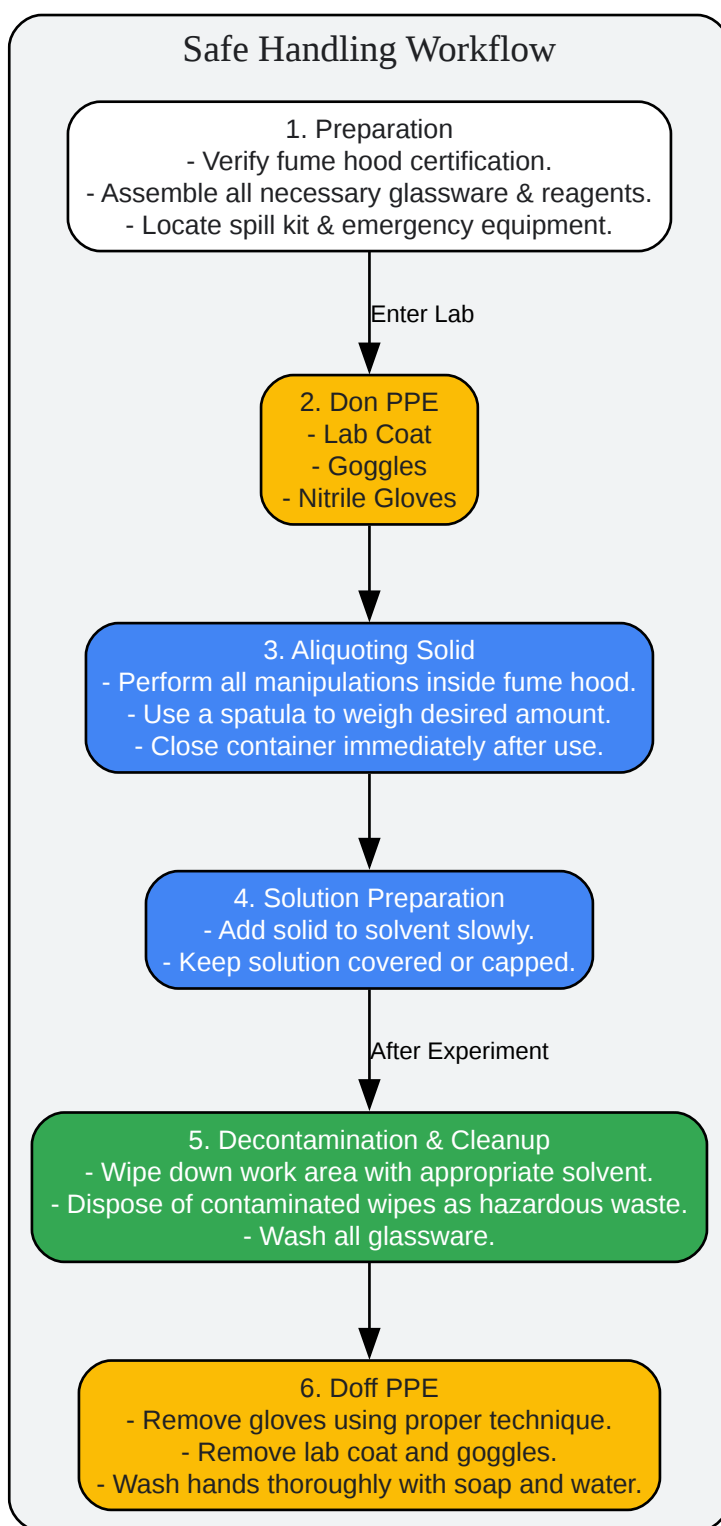 Safe Handling Workflow
1. Preparation
- Verify fume hood certification.
- Assemble all necessary glassware & reagents.
- Locate spill kit & emergency equipment.
Enter Lab
2. Don PPE
- Lab Coat
- Goggles
- Nitrile Gloves
3. Aliquoting Solid
- Perform all manipulations inside fume hood.
- Use a spatula to weigh desired amount.
- Close container immediately after use.
4. Solution Preparation
- Add solid to solvent slowly.
- Keep solution covered or capped.
After Experiment
5. Decontamination & Cleanup
- Wipe down work area with appropriate solvent.
- Dispose of contaminated wipes as hazardous waste.
- Wash all glassware.
6. Doff PPE
- Remove gloves using proper technique.
- Remove lab coat and goggles.
- Wash hands thoroughly with soap and water.